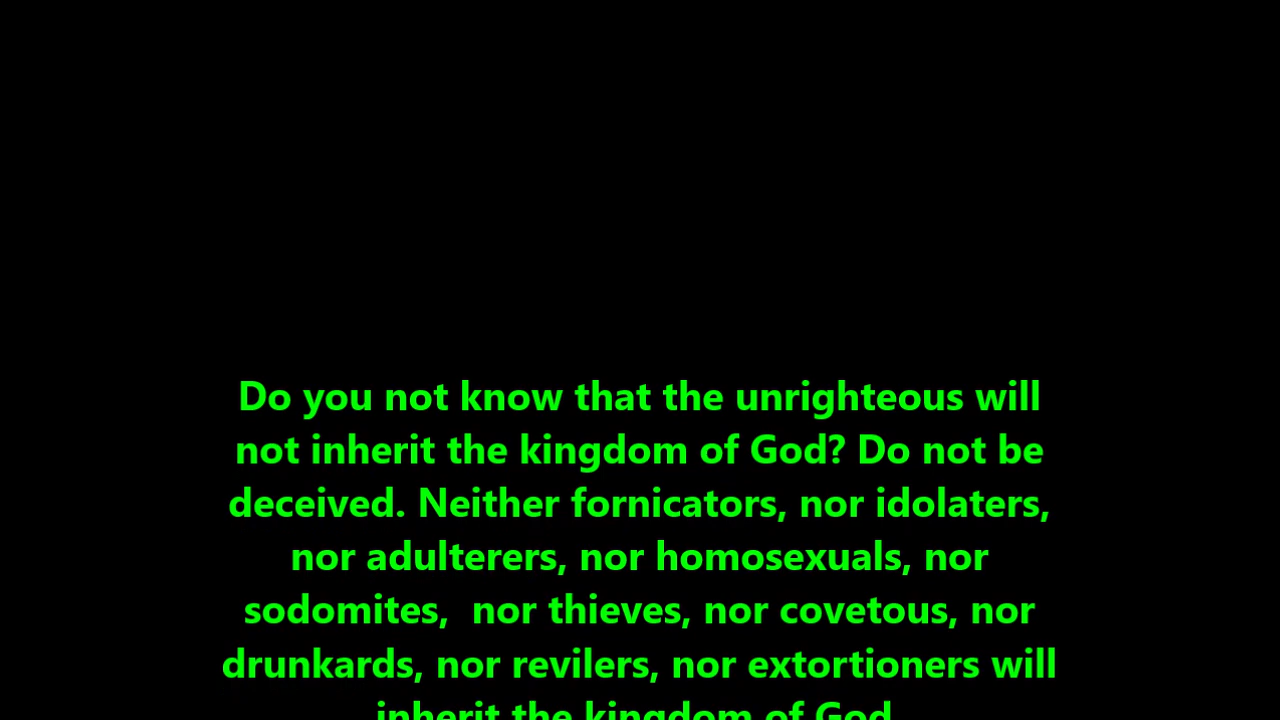 Do you not know that the unrighteous will
not inherit the kingdom of God? Do not be
deceived. Neither fornicators, nor idolaters,
nor adulterers, nor homosexuals, nor
sodomites,  nor thieves, nor covetous, nor
drunkards, nor revilers, nor extortioners will
inherit the kingdom of God.